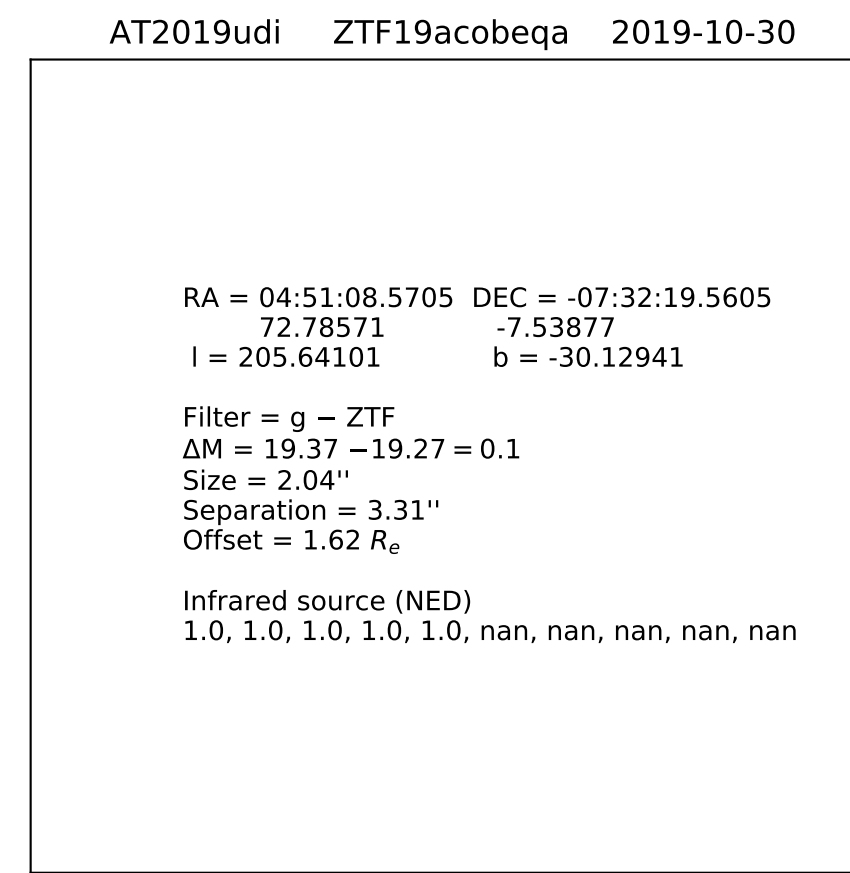 AT2019udi ZTF19acobeqa 2019-10-30
RA = 04:51:08.5705 DEC = -07:32:19.5605
72.78571 -7.53877
l = 205.64101 b = -30.12941
Filter = g − ZTF
ΔM = 19.37 −19.27 = 0.1
Size = 2.04''
Separation = 3.31''
Offset = 1.62 Rₑ
Infrared source (NED)
1.0, 1.0, 1.0, 1.0, 1.0, nan, nan, nan, nan, nan